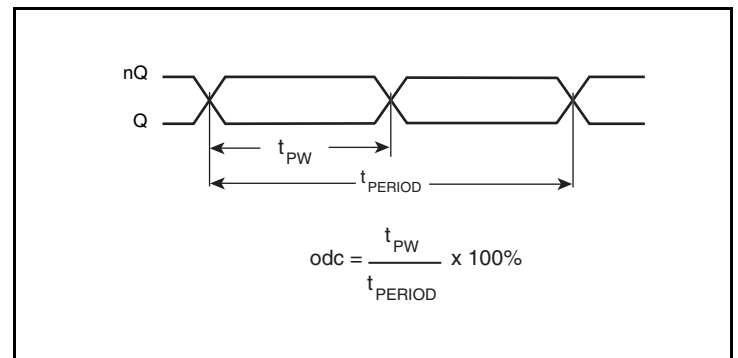 nQ
Q
tPW
tPERIOD
odc = tPW / tPERIOD x 100%